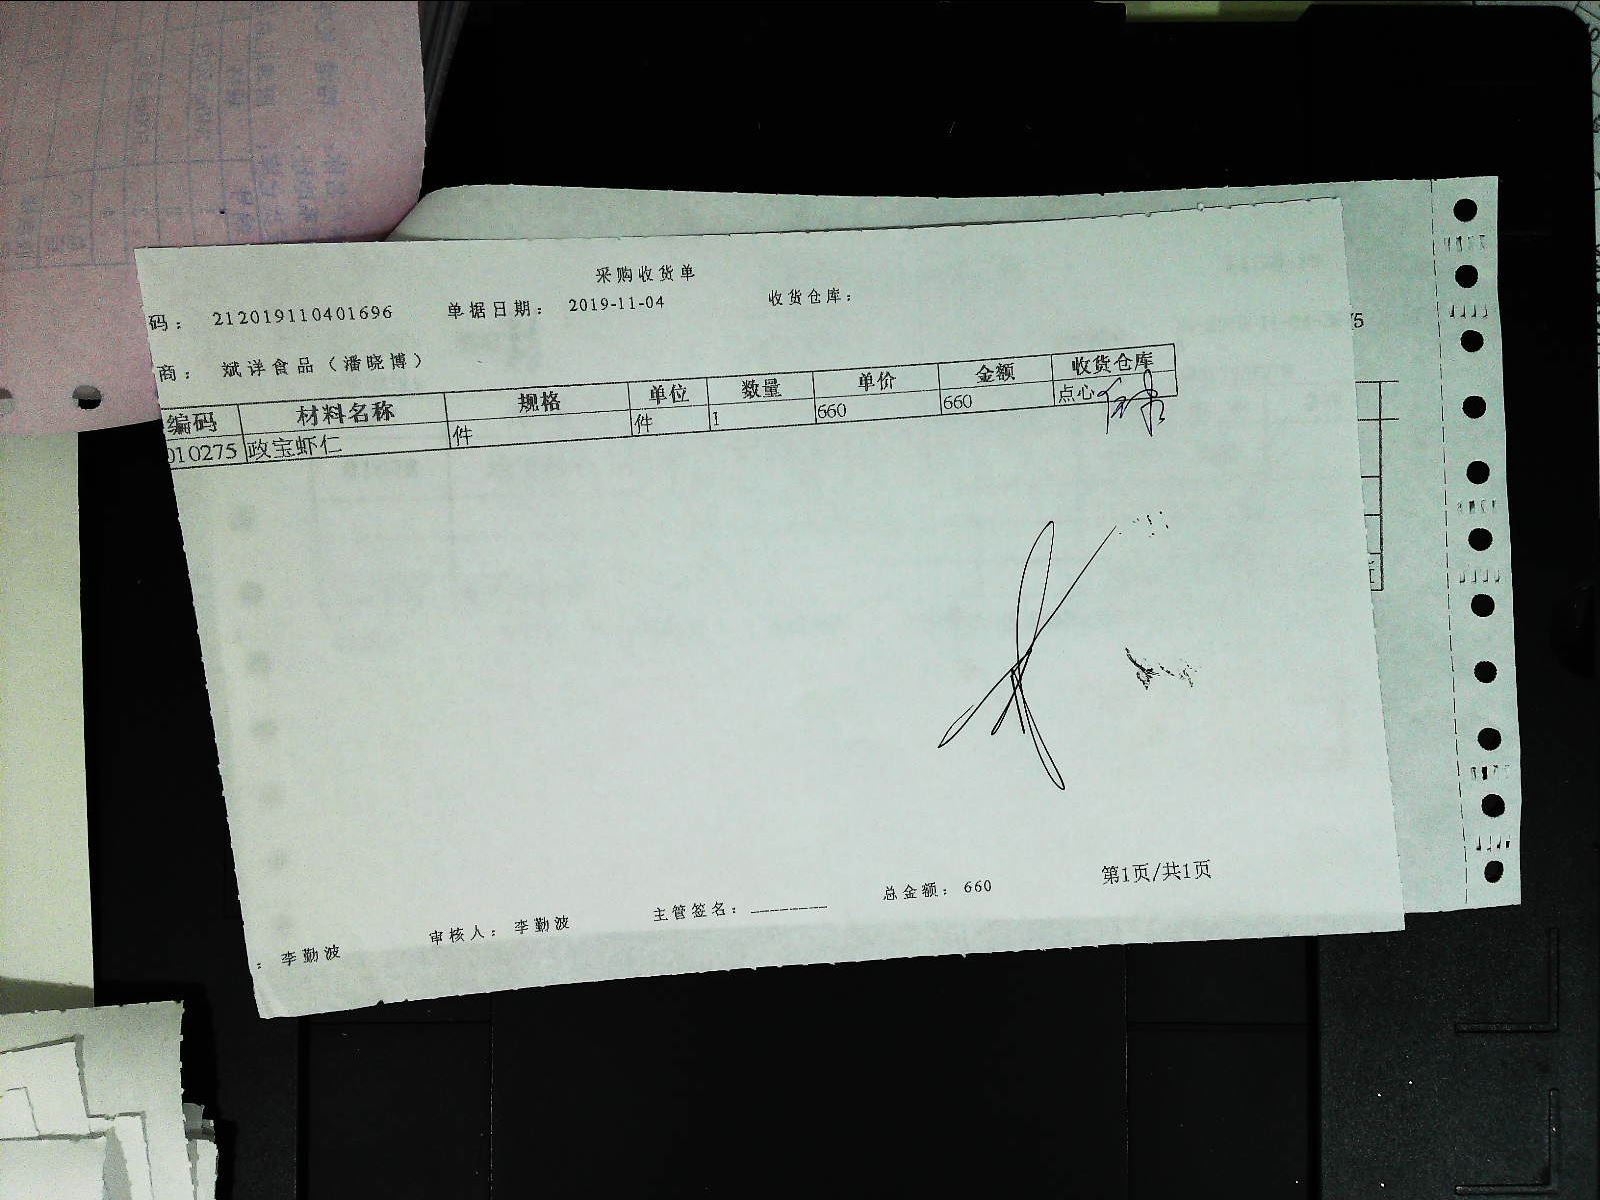 采购收货单
码： 212019110401696 单据日期： 2019-11-04 收货仓库：
商： 斌洋食品（潘晓博）
编码 材料名称 规格 单位 数量 单价 金额 收货仓库
010275 政宝虾仁 件 件 1 660 660 点心
第1页/共1页
： 李勤波 审核人： 李勤波 主管签名：________ 总金额： 660